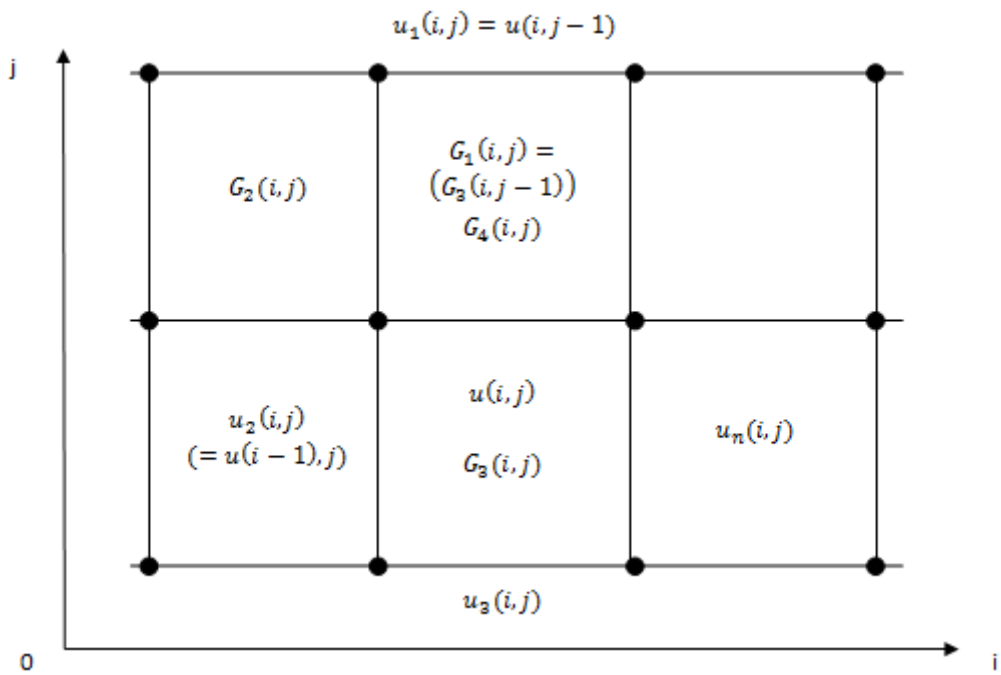 u₁(i,j) = u(i,j − 1)
j
G₂(i,j)
G₁(i,j) =
(G₃(i,j − 1))
G₄(i,j)
u₂(i,j)
(= u(i − 1),j)
u(i,j)
G₃(i,j)
uₙ(i,j)
u₃(i,j)
0
i